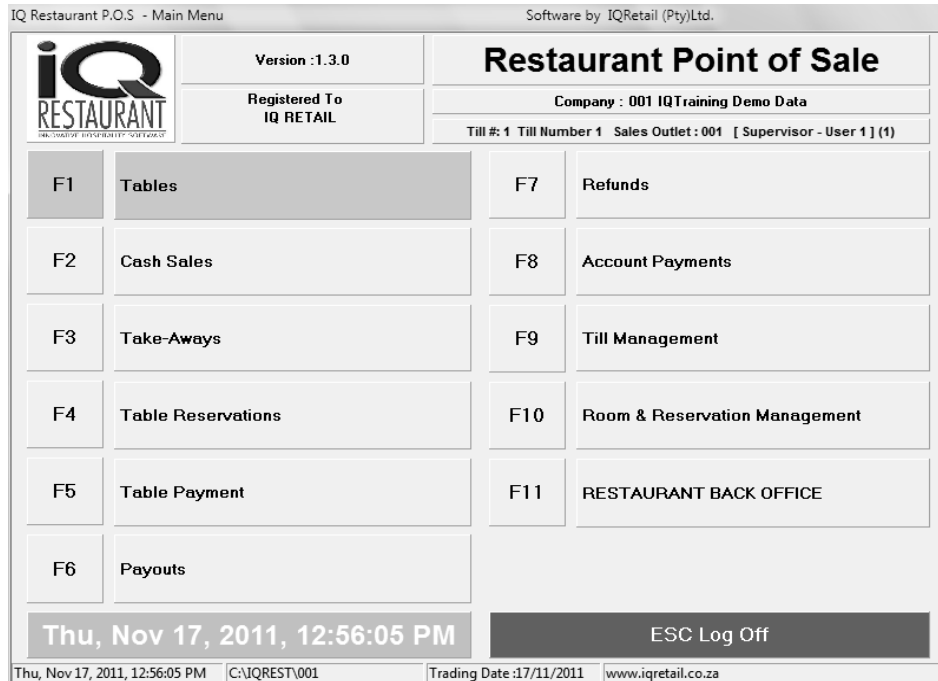 IQ Restaurant P.O.S - Main Menu
Software by IQRetail (Pty)Ltd.
iQ
RESTAURANT
INNOVATIVE HOSPITALITY SOFTWARE
Version :1.3.0
Registered To
IQ RETAIL
Restaurant Point of Sale
Company : 001 IQTraining Demo Data
Till #: 1 Till Number 1 Sales Outlet : 001 [ Supervisor - User 1 ] (1)
F1 Tables
F2 Cash Sales
F3 Take-Aways
F4 Table Reservations
F5 Table Payment
F6 Payouts
F7 Refunds
F8 Account Payments
F9 Till Management
F10 Room & Reservation Management
F11 RESTAURANT BACK OFFICE
Thu, Nov 17, 2011, 12:56:05 PM
ESC Log Off
Thu, Nov 17, 2011, 12:56:05 PM C:\IQREST\001 Trading Date :17/11/2011 www.iqretail.co.za